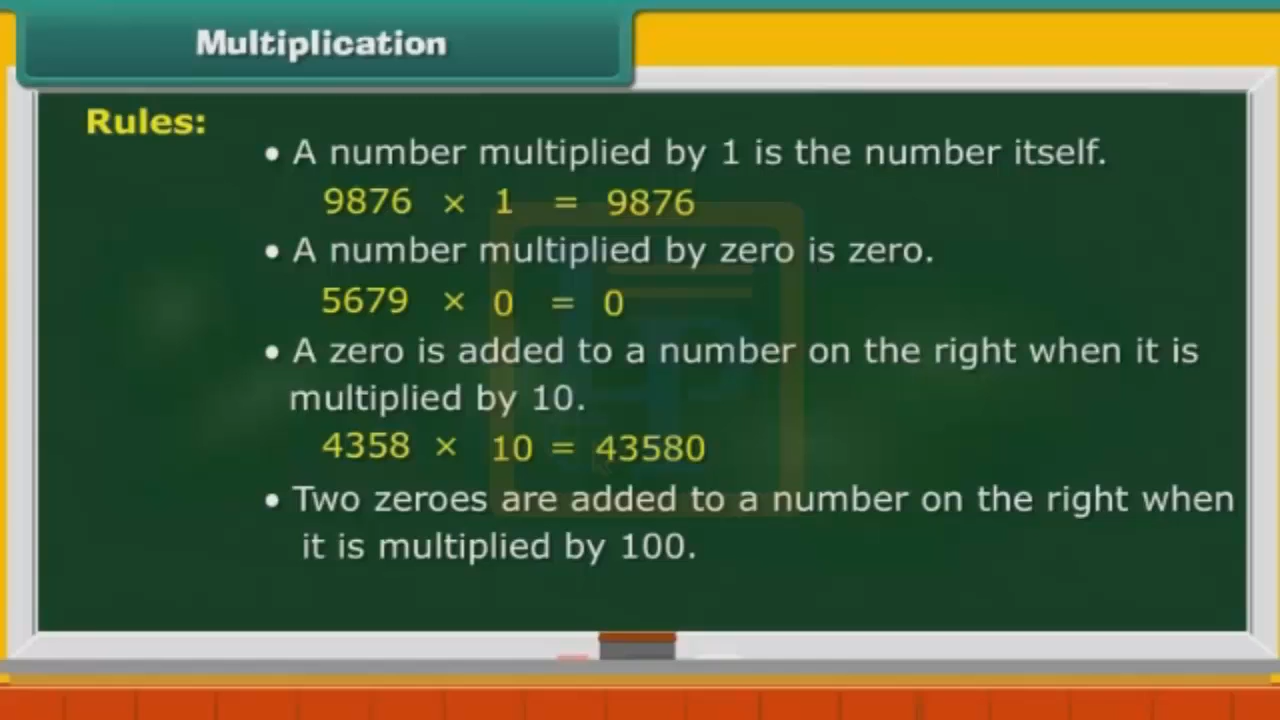 Multiplication
Rules:
• A number multiplied by 1 is the number itself.
9876 × 1 = 9876
• A number multiplied by zero is zero.
5679 × 0 = 0
• A zero is added to a number on the right when it is
multiplied by 10.
4358 × 10 = 43580
• Two zeroes are added to a number on the right when
it is multiplied by 100.